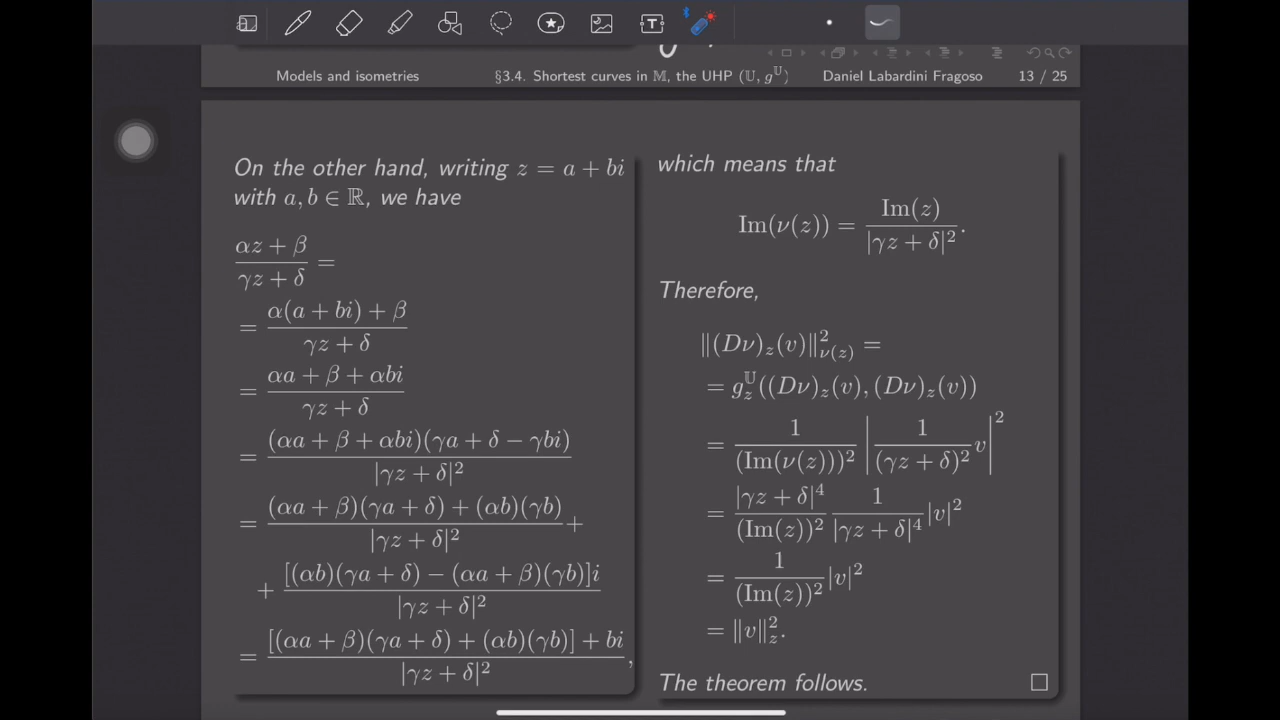 T
Models and isometries §3.4. Shortest curves in 𝕄, the UHP (𝕌, g^𝕌) Daniel Labardini Fragoso 13 / 25
On the other hand, writing z = a + bi
with a, b ∈ ℝ, we have
(αz + β)/(γz + δ) =
= (α(a + bi) + β)/(γz + δ)
= (αa + β + αbi)/(γz + δ)
= ((αa + β + αbi)(γa + δ − γbi))/|γz + δ|²
= ((αa + β)(γa + δ) + (αb)(γb))/|γz + δ|² +
+ ([(αb)(γa + δ) − (αa + β)(γb)]i)/|γz + δ|²
= ([(αa + β)(γa + δ) + (αb)(γb)] + bi)/|γz + δ|²,
which means that
Im(ν(z)) = Im(z)/|γz + δ|².
Therefore,
‖(Dν)_z(v)‖²_{ν(z)} =
= g_z^𝕌((Dν)_z(v), (Dν)_z(v))
= 1/(Im(ν(z)))² |1/(γz + δ)² v|²
= |γz + δ|⁴/(Im(z))² 1/|γz + δ|⁴ |v|²
= 1/(Im(z))² |v|²
= ‖v‖²_z.
The theorem follows. □